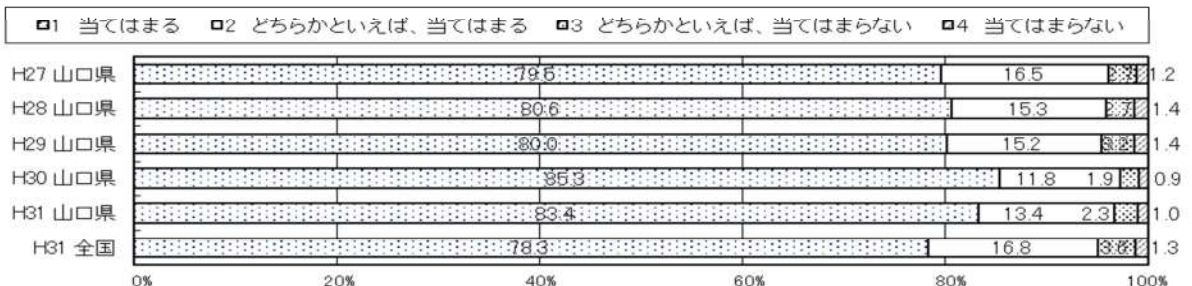 1 当てはまる 2 どちらかといえば、当てはまる 3 どちらかといえば、当てはまらない 4 当てはまらない
H27 山口県 79.5 16.5 2.7 1.2
H28 山口県 80.6 15.3 2.7 1.4
H29 山口県 80.0 15.2 3.2 1.4
H30 山口県 85.3 11.8 1.9 0.9
H31 山口県 83.4 13.4 2.3 1.0
H31 全国 78.3 16.8 3.6 1.3
0% 20% 40% 60% 80% 100%